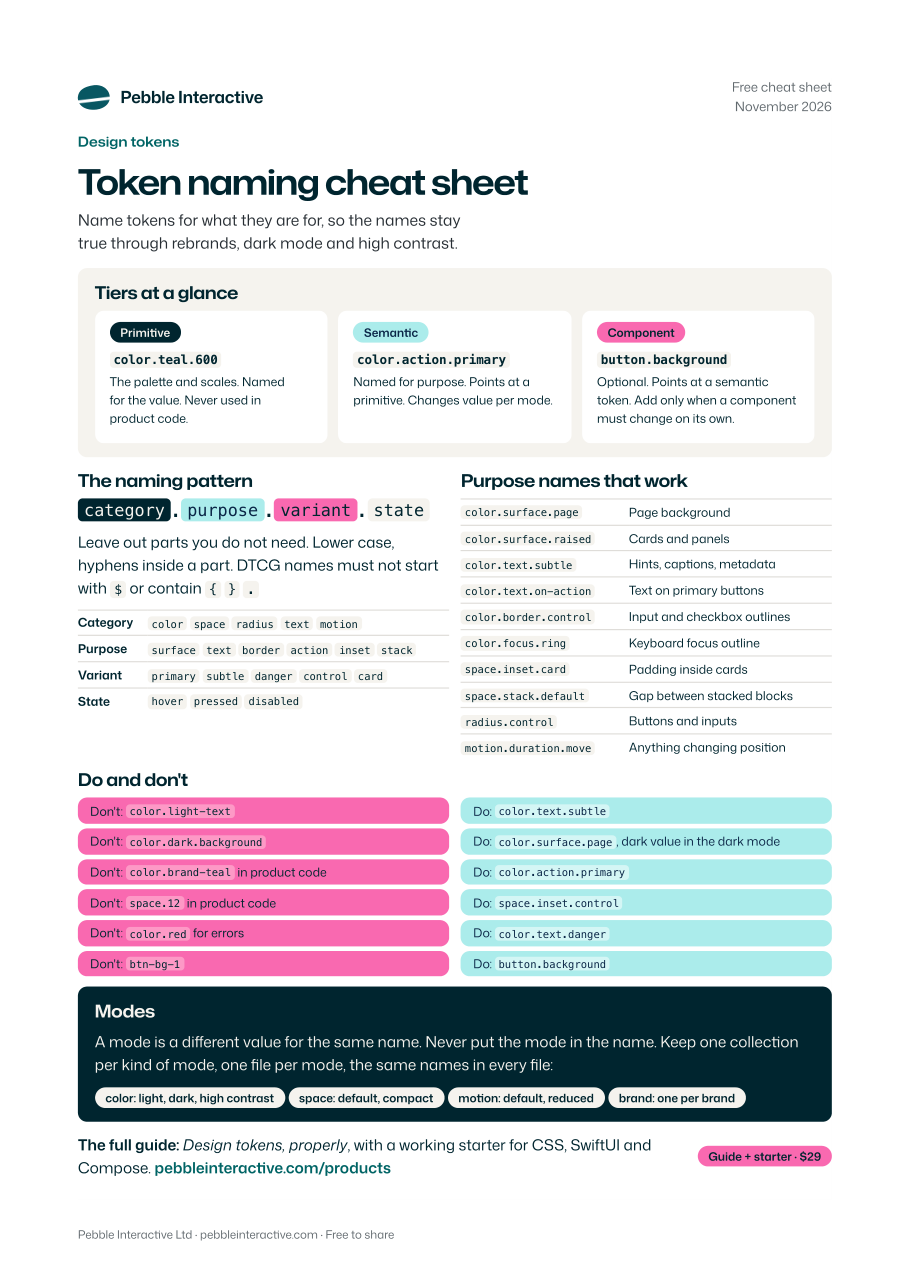 Pebble Interactive
Free cheat sheet
November 2026
Design tokens
Token naming cheat sheet
Name tokens for what they are for, so the names stay
true through rebrands, dark mode and high contrast.
Tiers at a glance
Primitive
color.teal.600
The palette and scales. Named
for the value. Never used in
product code.
Semantic
color.action.primary
Named for purpose. Points at a
primitive. Changes value per mode.
Component
button.background
Optional. Points at a semantic
token. Add only when a component
must change on its own.
The naming pattern
category.purpose.variant.state
Leave out parts you do not need. Lower case,
hyphens inside a part. DTCG names must not start
with $ or contain { } .
Category color space radius text motion
Purpose surface text border action inset stack
Variant primary subtle danger control card
State hover pressed disabled
Purpose names that work
color.surface.page Page background
color.surface.raised Cards and panels
color.text.subtle Hints, captions, metadata
color.text.on-action Text on primary buttons
color.border.control Input and checkbox outlines
color.focus.ring Keyboard focus outline
space.inset.card Padding inside cards
space.stack.default Gap between stacked blocks
radius.control Buttons and inputs
motion.duration.move Anything changing position
Do and don't
Don't: color.light-text
Do: color.text.subtle
Don't: color.dark.background
Do: color.surface.page, dark value in the dark mode
Don't: color.brand-teal in product code
Do: color.action.primary
Don't: space.12 in product code
Do: space.inset.control
Don't: color.red for errors
Do: color.text.danger
Don't: btn-bg-1
Do: button.background
Modes
A mode is a different value for the same name. Never put the mode in the name. Keep one collection
per kind of mode, one file per mode, the same names in every file:
color: light, dark, high contrast
space: default, compact
motion: default, reduced
brand: one per brand
The full guide: Design tokens, properly, with a working starter for CSS, SwiftUI and
Compose. pebbleinteractive.com/products
Guide + starter · $29
Pebble Interactive Ltd · pebbleinteractive.com · Free to share